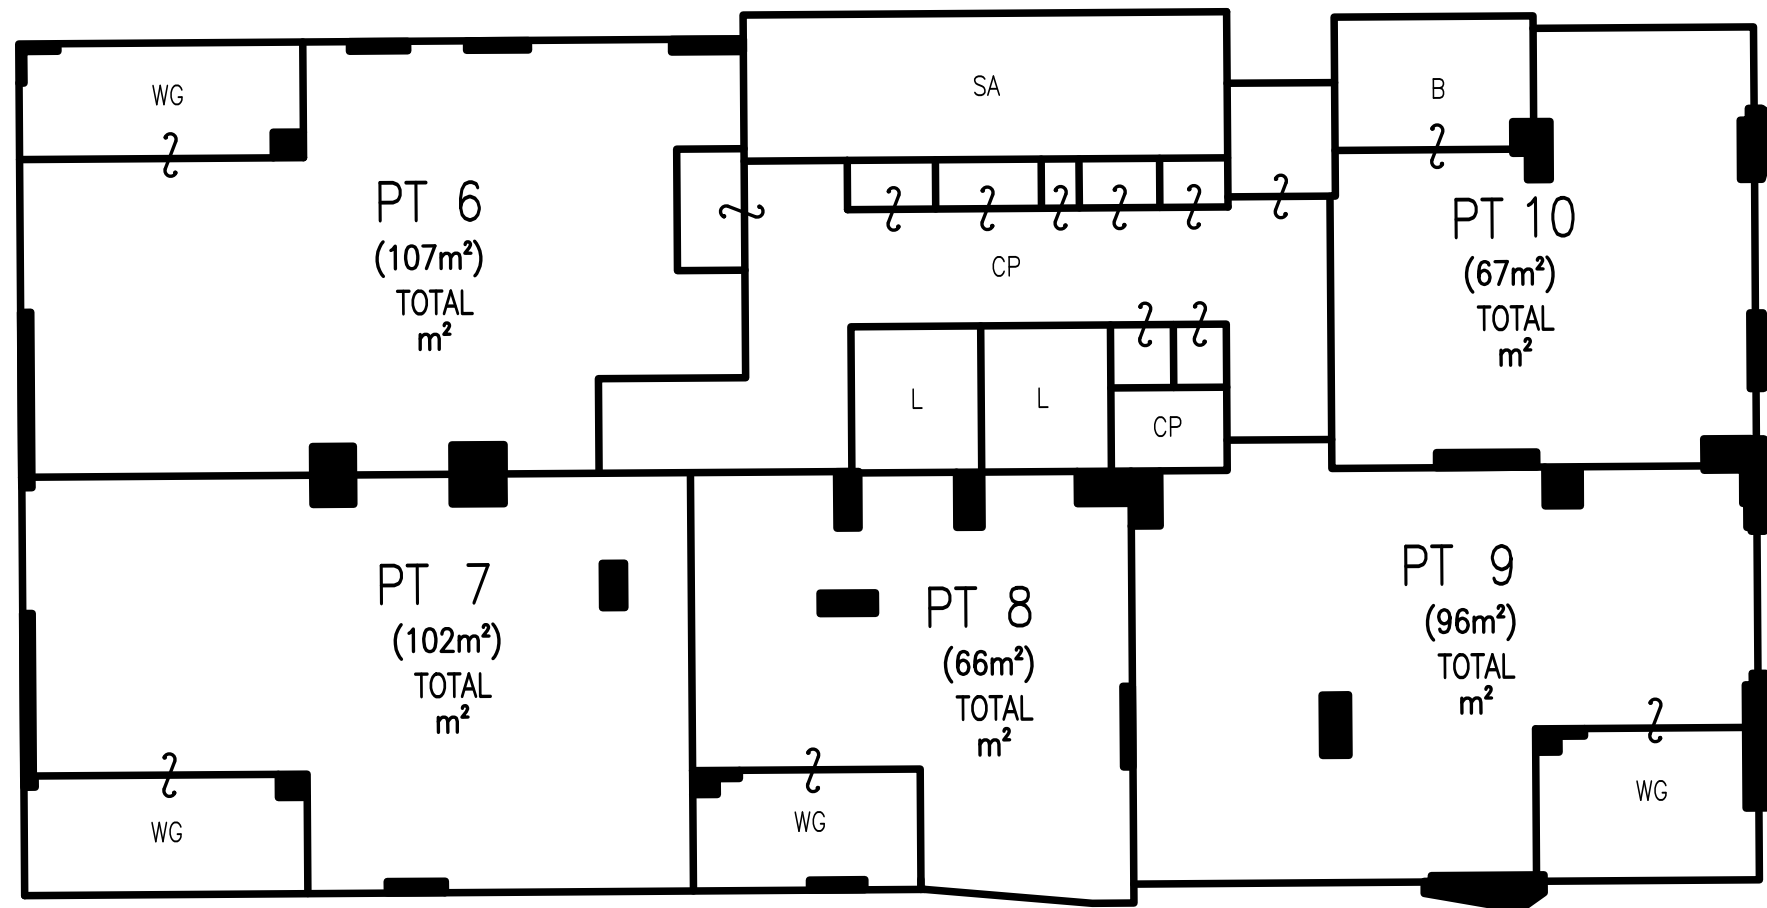 WG
SA
B
PT 6
(107m²)
TOTAL
m²
PT 10
(67m²)
TOTAL
m²
CP
L
L
CP
PT 7
(102m²)
TOTAL
m²
PT 8
(66m²)
TOTAL
m²
PT 9
(96m²)
TOTAL
m²
WG
WG
WG